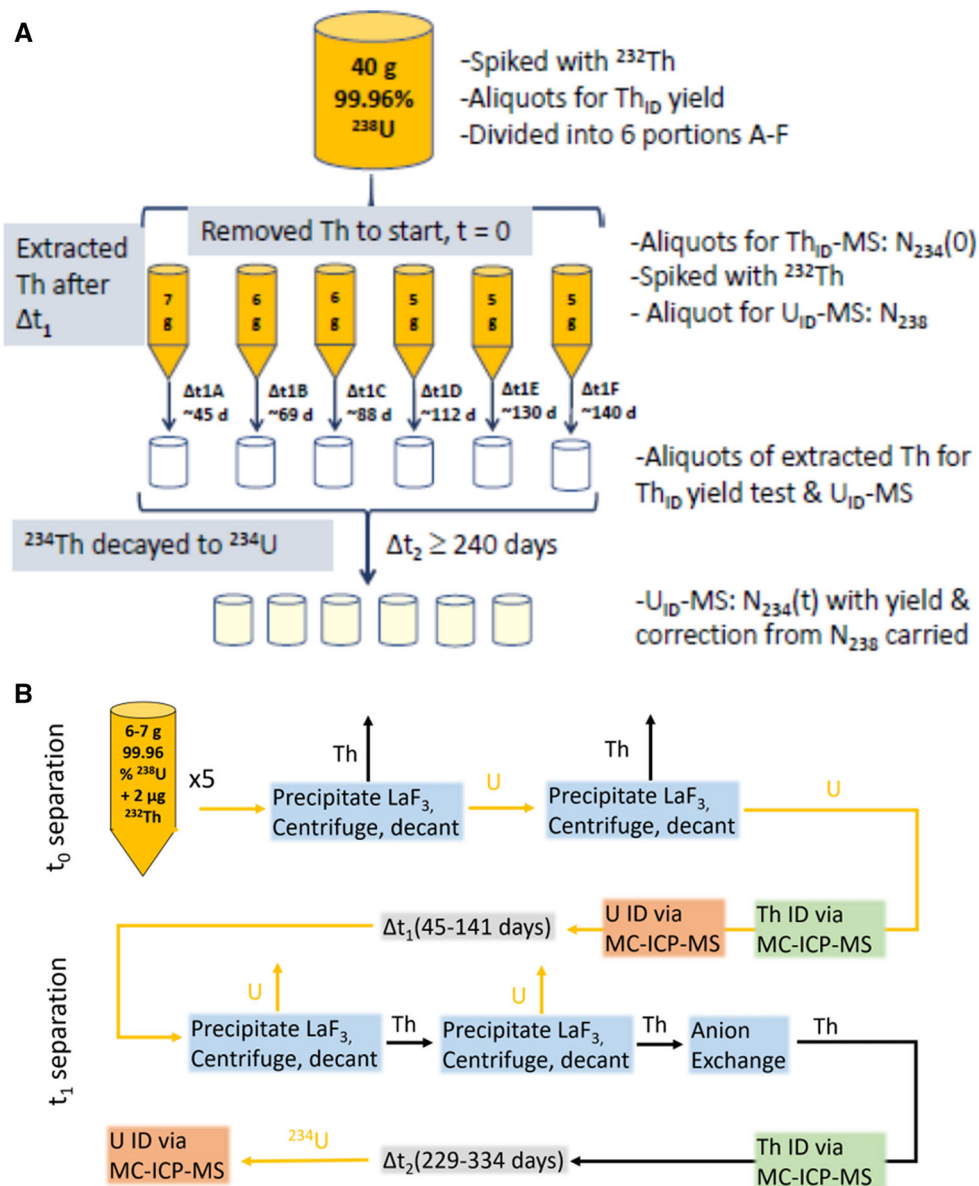 A
40 g
99.96%
²³⁸U
-Spiked with ²³²Th
-Aliquots for Th_ID yield
-Divided into 6 portions A-F
Removed Th to start, t = 0
Extracted
Th after
Δt₁
-Aliquots for Th_ID-MS: N₂₃₄(0)
-Spiked with ²³²Th
- Aliquot for U_ID-MS: N₂₃₈
7 g
6 g
6 g
5 g
5 g
5 g
Δt1A
~45 d
Δt1B
~69 d
Δt1C
~88 d
Δt1D
~112 d
Δt1E
~130 d
Δt1F
~140 d
-Aliquots of extracted Th for
Th_ID yield test & U_ID-MS
²³⁴Th decayed to ²³⁴U
Δt₂ ≥ 240 days
-U_ID-MS: N₂₃₄(t) with yield &
correction from N₂₃₈ carried
B
t₀ separation
6-7 g
99.96
% ²³⁸U
+ 2 µg
²³²Th
x5
Precipitate LaF₃,
Centrifuge, decant
Th
U
Precipitate LaF₃,
Centrifuge, decant
Th
U
Th ID via
MC-ICP-MS
U ID via
MC-ICP-MS
Δt₁(45-141 days)
t₁ separation
Precipitate LaF₃,
Centrifuge, decant
U
Th
Precipitate LaF₃,
Centrifuge, decant
U
Th
Anion
Exchange
Th
Th ID via
MC-ICP-MS
Δt₂(229-334 days)
²³⁴U
U ID via
MC-ICP-MS